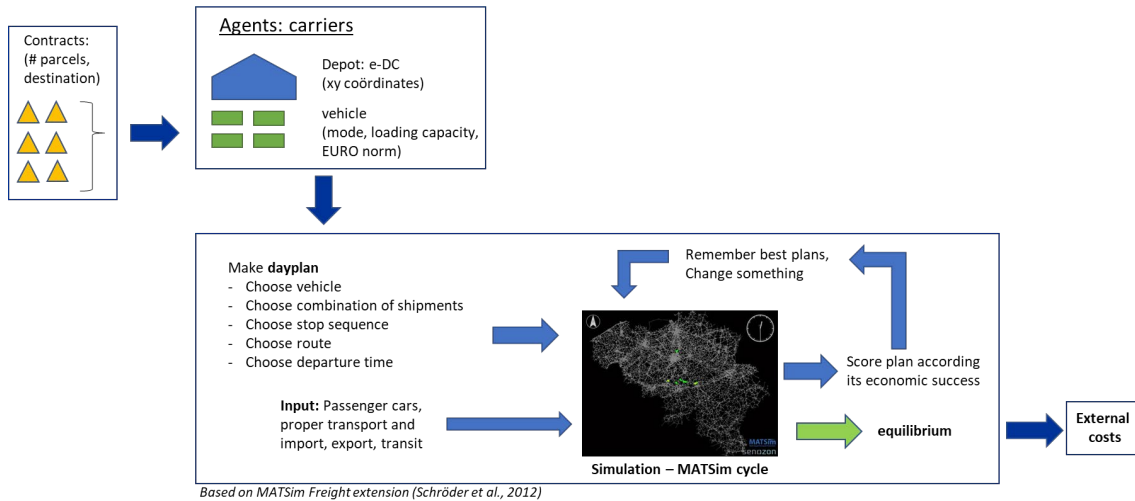 Contracts:
(# parcels,
destination)
Agents: carriers
Depot: e-DC
(xy coördinates)
vehicle
(mode, loading capacity,
EURO norm)
Make dayplan
- Choose vehicle
- Choose combination of shipments
- Choose stop sequence
- Choose route
- Choose departure time
Input: Passenger cars,
proper transport and
import, export, transit
Remember best plans,
Change something
Score plan according
its economic success
equilibrium
MATSim
senozon
Simulation – MATSim cycle
External
costs
Based on MATSim Freight extension (Schröder et al., 2012)